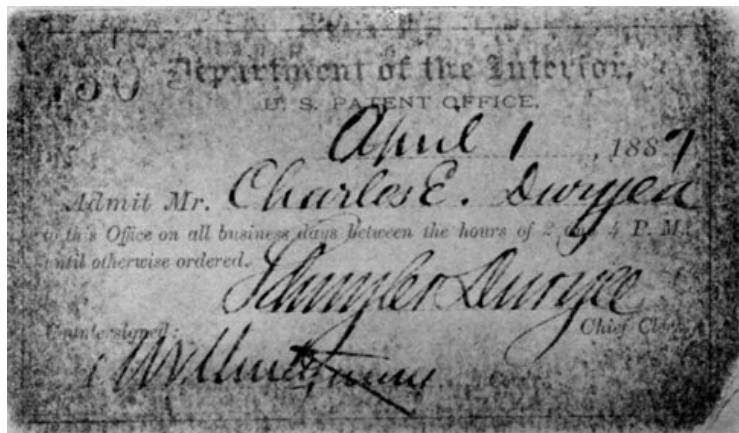 130 Department of the Interior,
U. S. PATENT OFFICE.
April 1, 1887
Admit Mr. Charles E. Duryea
to this Office on all business days between the hours of 2 and 4 P. M.
until otherwise ordered.
Schuyler Duryee
Countersigned: Chief Clerk.